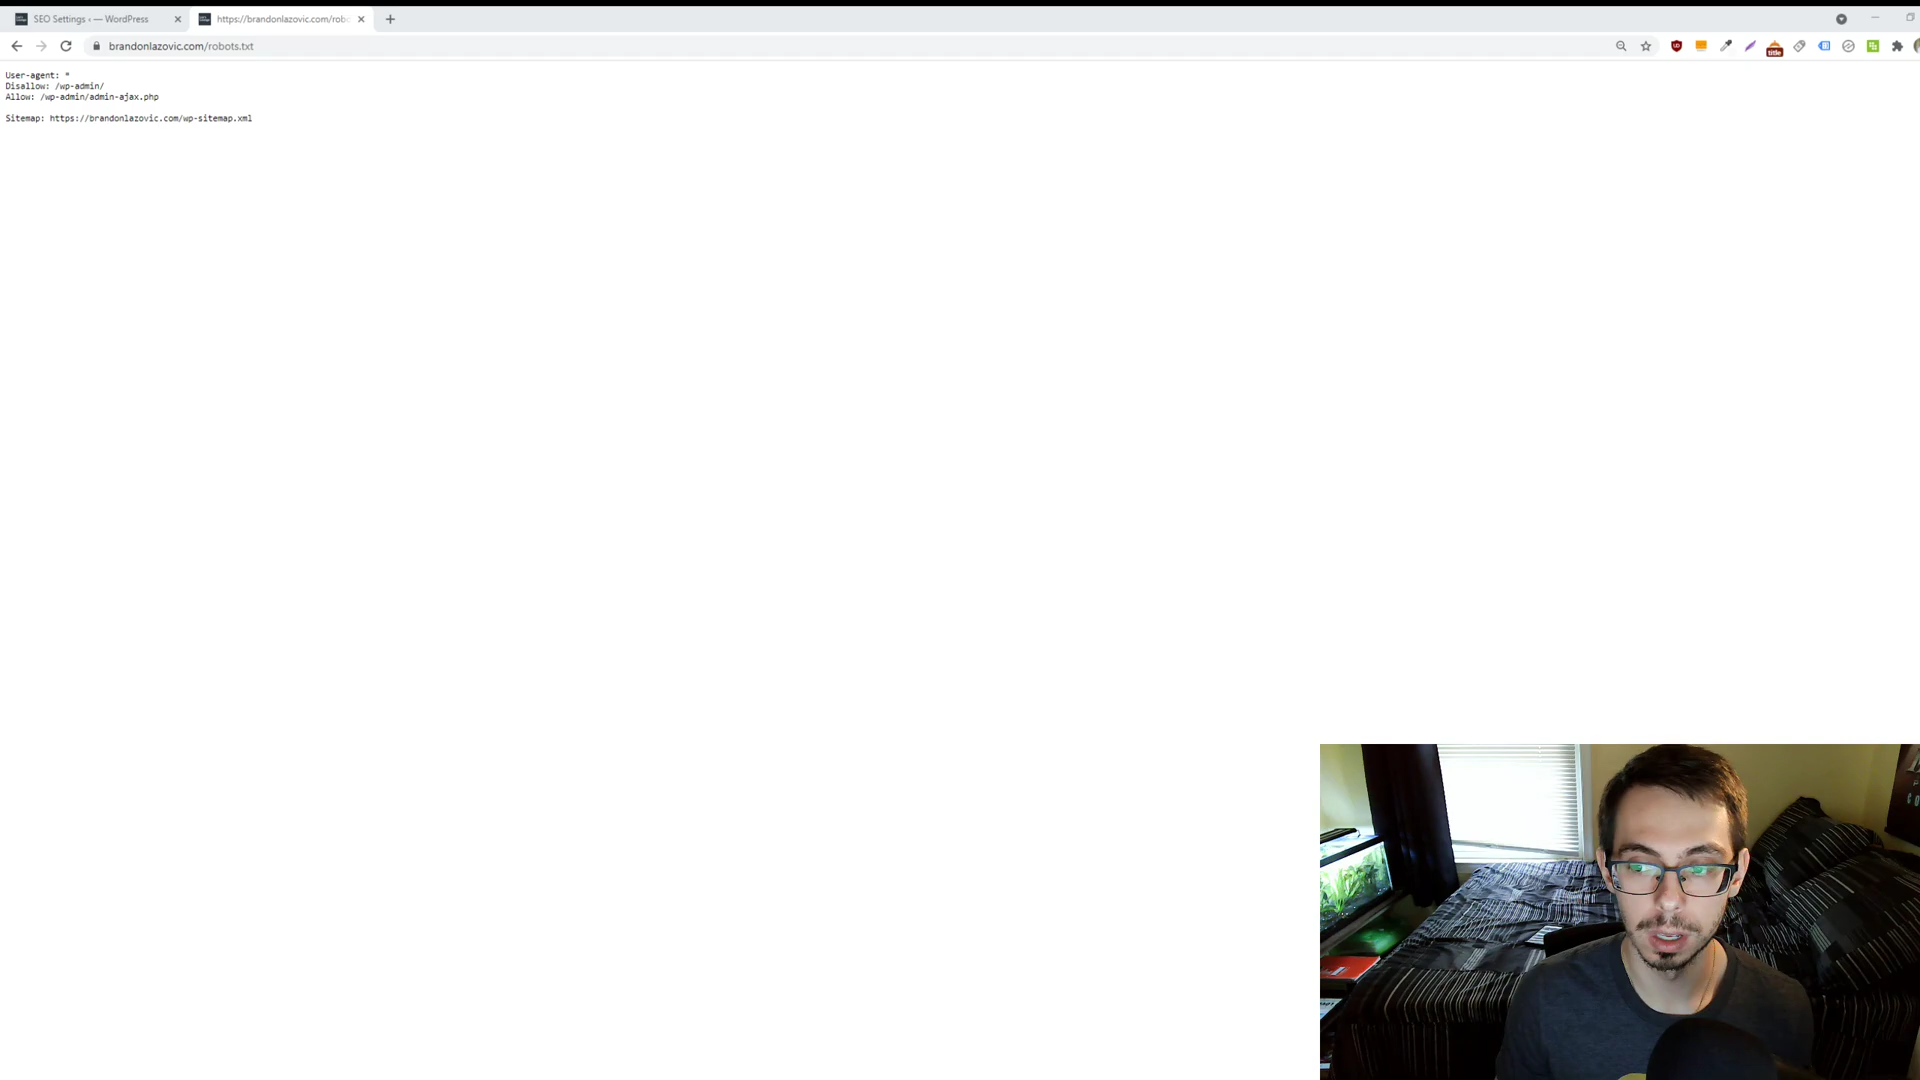 SEO Settings ‹ — WordPress
https://brandonlazovic.com/rob
brandonlazovic.com/robots.txt
User-agent: *
Disallow: /wp-admin/
Allow: /wp-admin/admin-ajax.php
Sitemap: https://brandonlazovic.com/wp-sitemap.xml
title